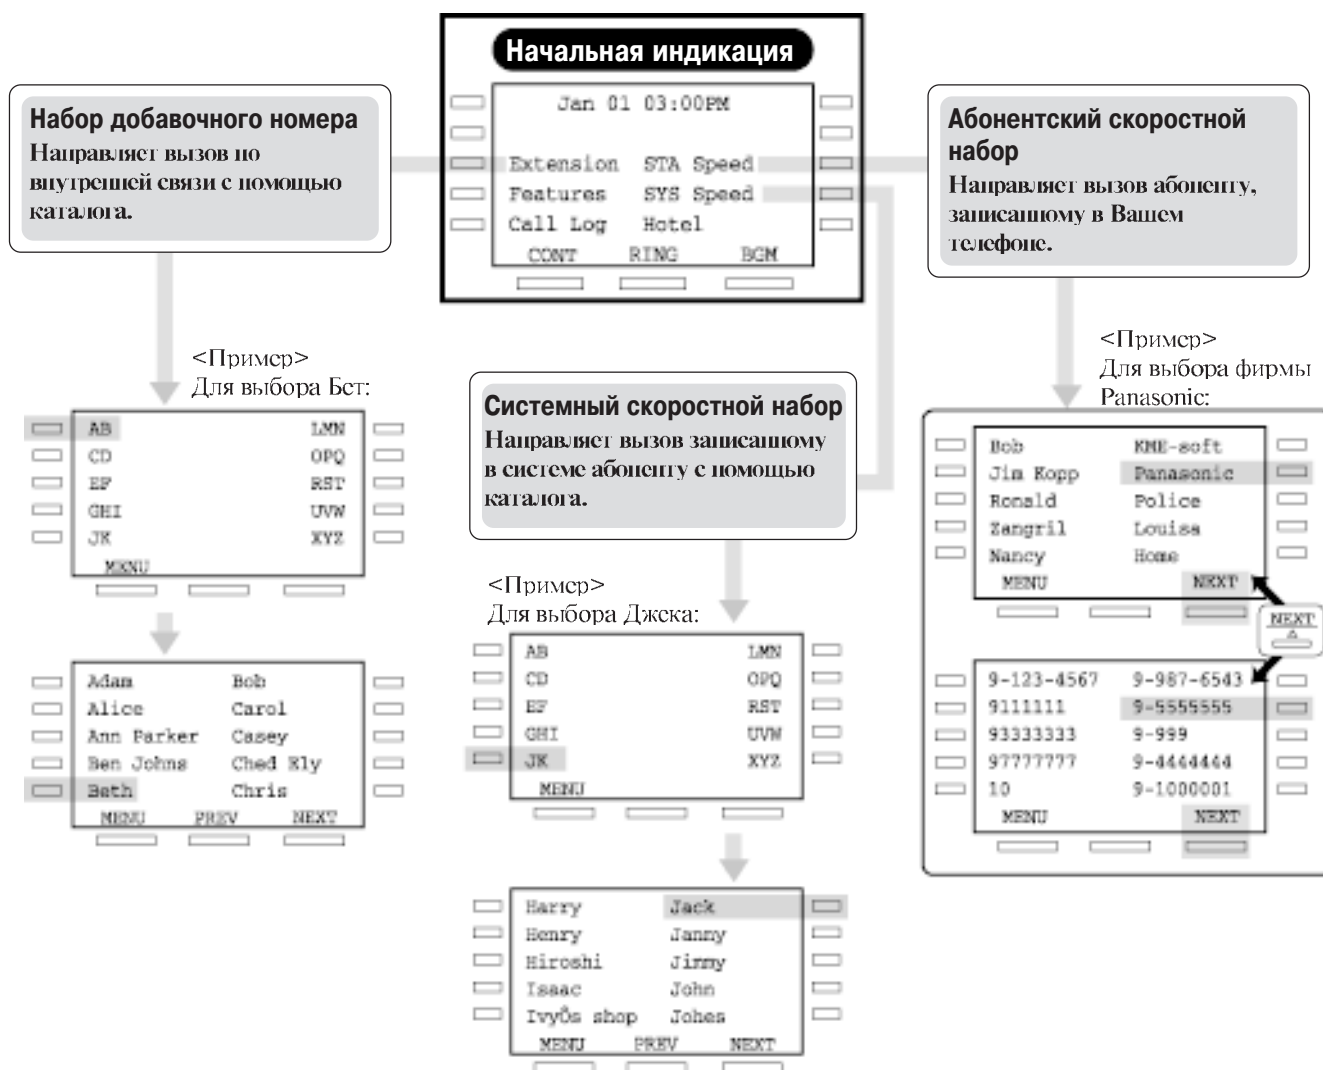 Начальная индикация
Jan 01 03:00PM
Extension STA Speed
Features SYS Speed
Call Log Hotel
CONT RING BGM
Набор добавочного номера
Направляет вызов по
внутренней связи с помощью
каталога.
Абонентский скоростной
набор
Направляет вызов абоненту,
записанному в Вашем
телефоне.
<Пример>
Для выбора Бет:
AB LMN
CD OPQ
EF RST
GHI UVW
JK XYZ
MENU
Adam Bob
Alice Carol
Ann Parker Casey
Ben Johns Ched Ely
Beth Chris
MENU PREV NEXT
Системный скоростной набор
Направляет вызов записанному
в системе абоненту с помощью
каталога.
<Пример>
Для выбора Джека:
AB LMN
CD OPQ
EF RST
GHI UVW
JK XYZ
MENU
Harry Jack
Henry Janny
Hiroshi Jimmy
Isaac John
IvyÕs shop Johes
MENU PREV NEXT
<Пример>
Для выбора фирмы
Panasonic:
Bob KME-soft
Jim Kopp Panasonic
Ronald Police
Zangril Louisa
Nancy Home
MENU NEXT
NEXT
9-123-4567 9-987-6543
9111111 9-5555555
93333333 9-999
97777777 9-4444444
10 9-1000001
MENU NEXT